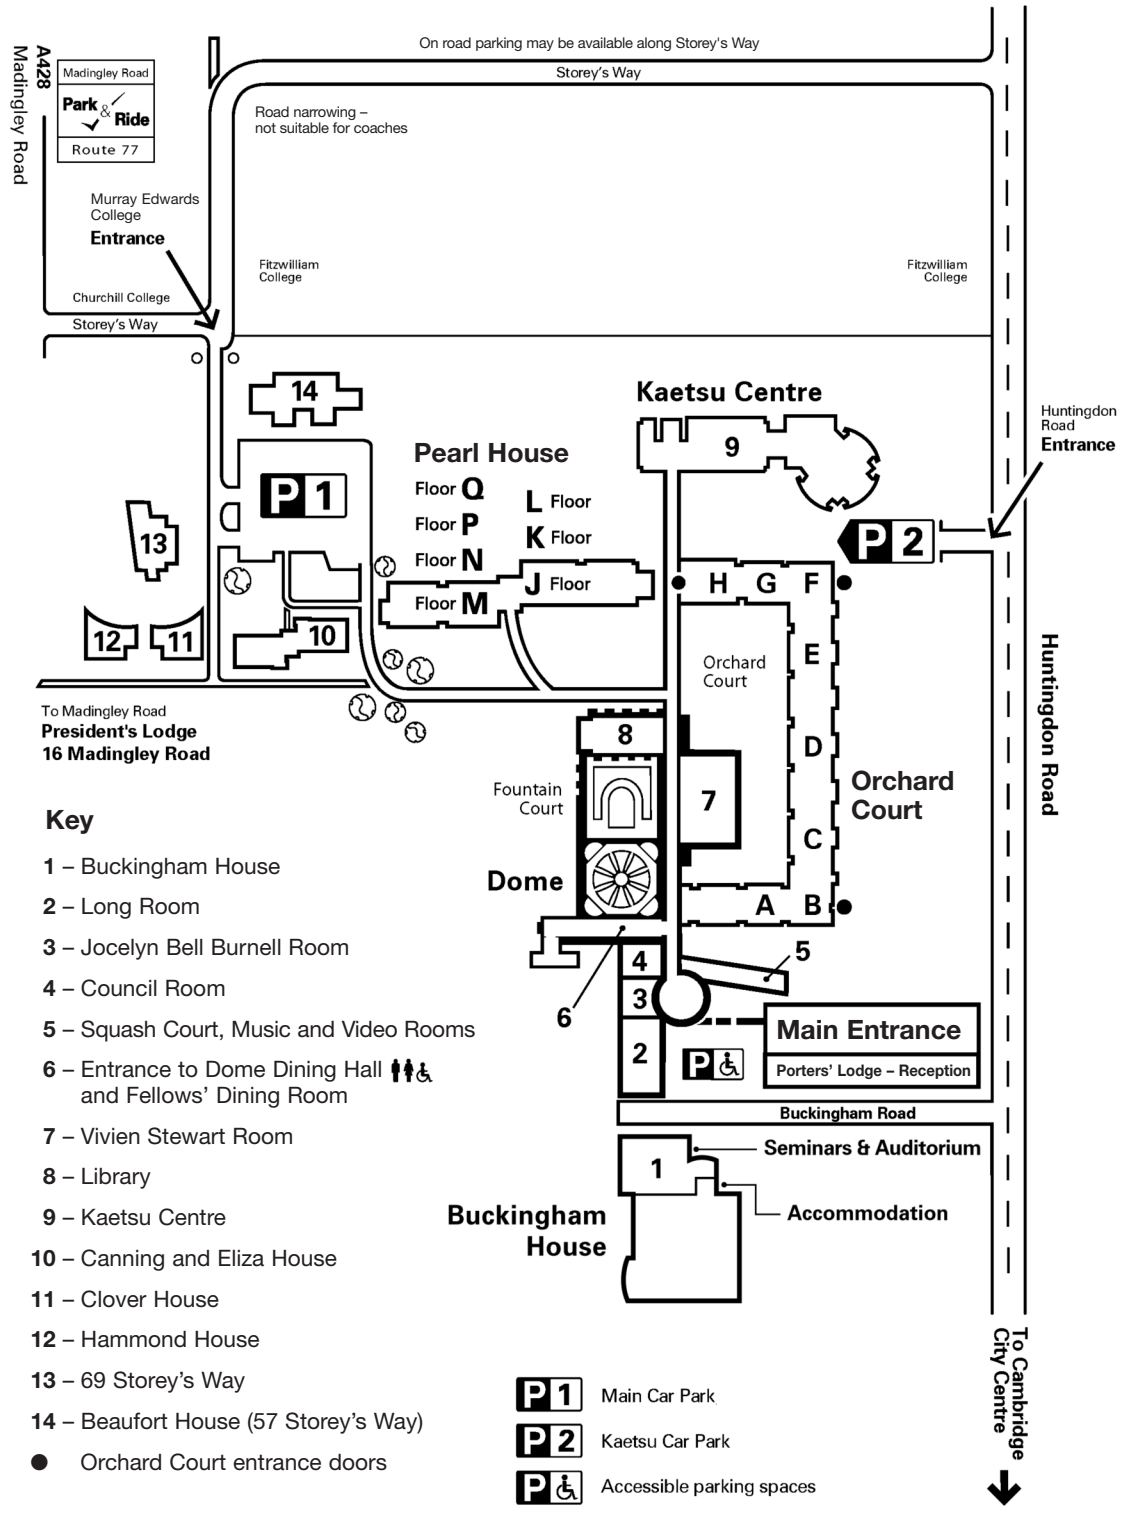 On road parking may be available along Storey's Way
Storey's Way
A428
Madingley Road
Madingley Road
Park & Ride
Route 77
Road narrowing –
not suitable for coaches
Murray Edwards
College
Entrance
Fitzwilliam
College
Fitzwilliam
College
Churchill College
Storey's Way
14
Kaetsu Centre
9
Huntingdon
Road
Entrance
Pearl House
Floor Q
L Floor
Floor P
K Floor
Floor N
J Floor
Floor M
P 1
P 2
13
12
11
10
H G F
E
D
C
A B
Orchard
Court
Huntingdon Road
To Madingley Road
President's Lodge
16 Madingley Road
8
Fountain
Court
7
Orchard
Court
Dome
4
5
3
6
2
Main Entrance
Porters' Lodge – Reception
P
Buckingham Road
1
Seminars & Auditorium
Accommodation
Buckingham
House
Key
1 – Buckingham House
2 – Long Room
3 – Jocelyn Bell Burnell Room
4 – Council Room
5 – Squash Court, Music and Video Rooms
6 – Entrance to Dome Dining Hall
and Fellows’ Dining Room
7 – Vivien Stewart Room
8 – Library
9 – Kaetsu Centre
10 – Canning and Eliza House
11 – Clover House
12 – Hammond House
13 – 69 Storey’s Way
14 – Beaufort House (57 Storey’s Way)
Orchard Court entrance doors
P 1 Main Car Park
P 2 Kaetsu Car Park
P Accessible parking spaces
To Cambridge
City Centre